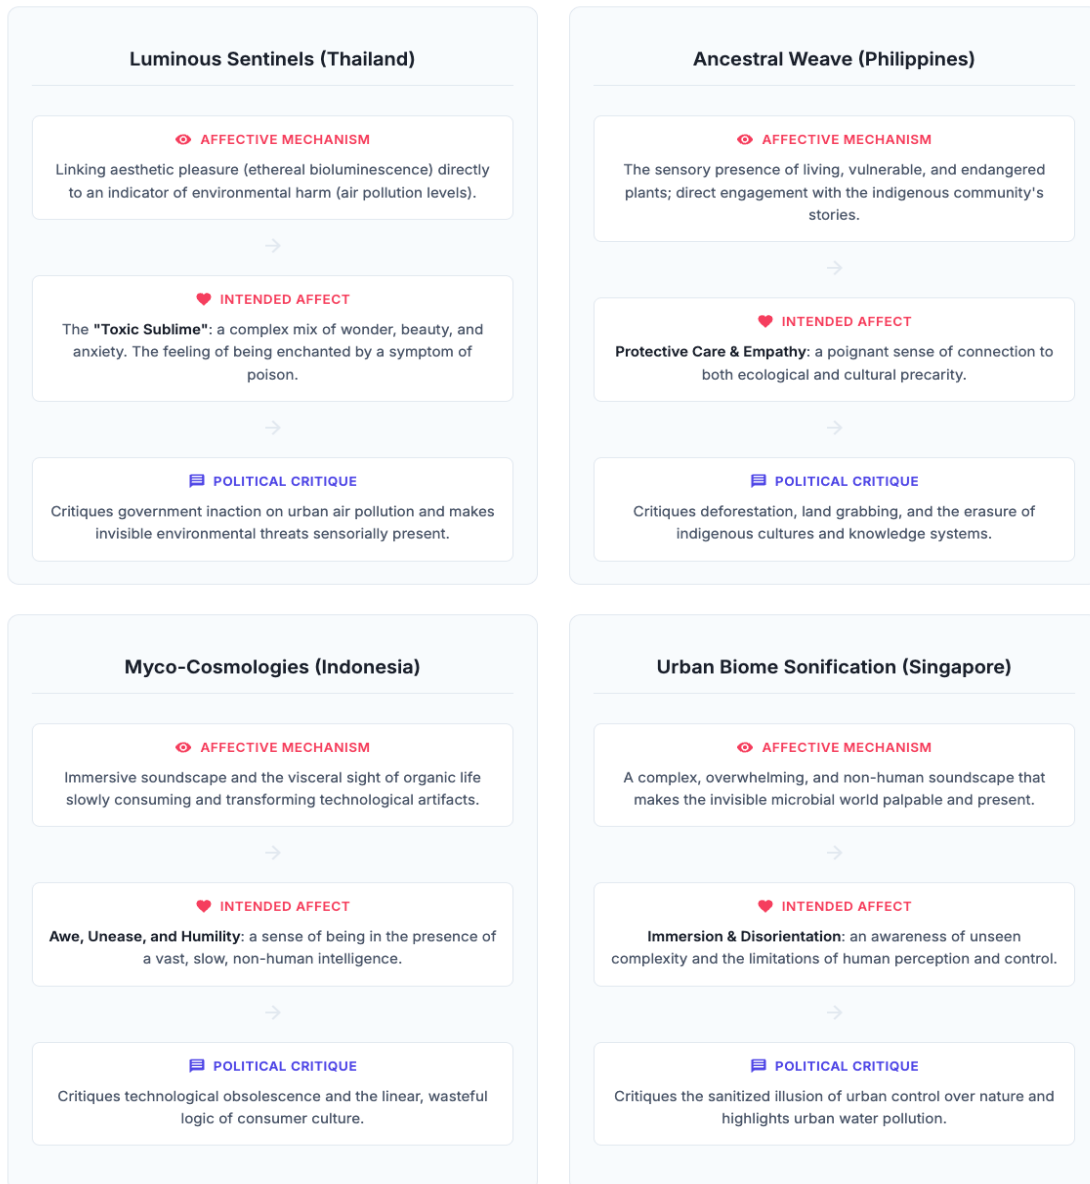 Luminous Sentinels (Thailand)
AFFECTIVE MECHANISM
Linking aesthetic pleasure (ethereal bioluminescence) directly
to an indicator of environmental harm (air pollution levels).
INTENDED AFFECT
The "Toxic Sublime": a complex mix of wonder, beauty, and
anxiety. The feeling of being enchanted by a symptom of
poison.
POLITICAL CRITIQUE
Critiques government inaction on urban air pollution and makes
invisible environmental threats sensorially present.
Ancestral Weave (Philippines)
AFFECTIVE MECHANISM
The sensory presence of living, vulnerable, and endangered
plants; direct engagement with the indigenous community's
stories.
INTENDED AFFECT
Protective Care & Empathy: a poignant sense of connection to
both ecological and cultural precarity.
POLITICAL CRITIQUE
Critiques deforestation, land grabbing, and the erasure of
indigenous cultures and knowledge systems.
Myco-Cosmologies (Indonesia)
AFFECTIVE MECHANISM
Immersive soundscape and the visceral sight of organic life
slowly consuming and transforming technological artifacts.
INTENDED AFFECT
Awe, Unease, and Humility: a sense of being in the presence of
a vast, slow, non-human intelligence.
POLITICAL CRITIQUE
Critiques technological obsolescence and the linear, wasteful
logic of consumer culture.
Urban Biome Sonification (Singapore)
AFFECTIVE MECHANISM
A complex, overwhelming, and non-human soundscape that
makes the invisible microbial world palpable and present.
INTENDED AFFECT
Immersion & Disorientation: an awareness of unseen
complexity and the limitations of human perception and control.
POLITICAL CRITIQUE
Critiques the sanitized illusion of urban control over nature and
highlights urban water pollution.